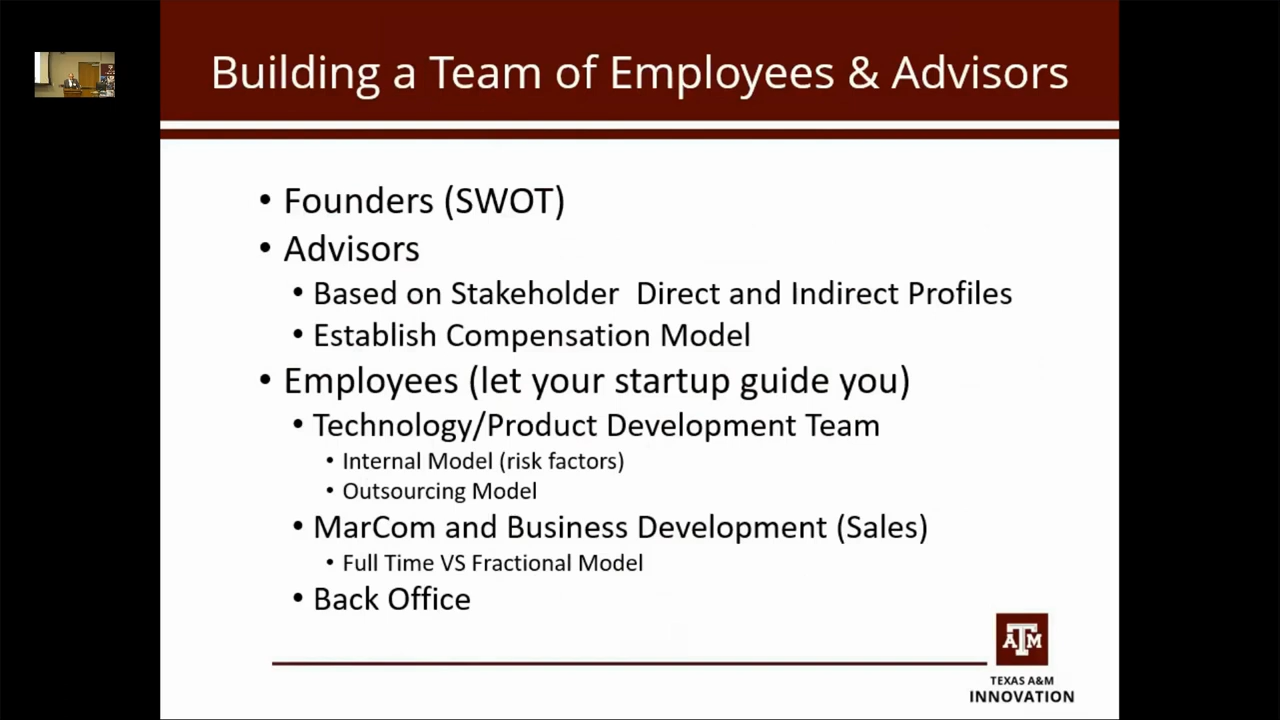 Building a Team of Employees & Advisors
• Founders (SWOT)
• Advisors
• Based on Stakeholder Direct and Indirect Profiles
• Establish Compensation Model
• Employees (let your startup guide you)
• Technology/Product Development Team
• Internal Model (risk factors)
• Outsourcing Model
• MarCom and Business Development (Sales)
• Full Time VS Fractional Model
• Back Office
ATM
TEXAS A&M
INNOVATION